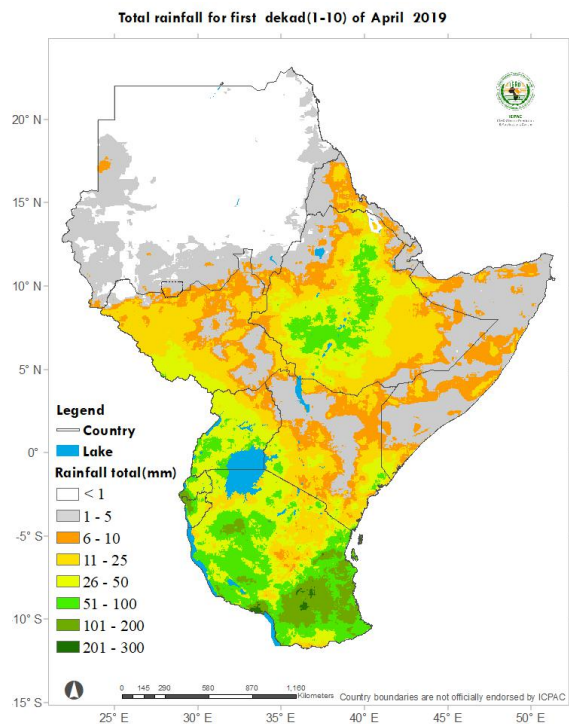 Total rainfall for first dekad(1-10) of April 2019
20° N
15° N
10° N
5° N
0°
-5° S
10° S
15° S
ICPAC
Legend
Country
Lake
Rainfall total(mm)
< 1
1 - 5
6 - 10
11 - 25
26 - 50
51 - 100
101 - 200
201 - 300
0 145 290 580 870 1,160
Kilometers
Country boundaries are not officially endorsed by ICPAC
25° E 30° E 35° E 40° E 45° E 50° E